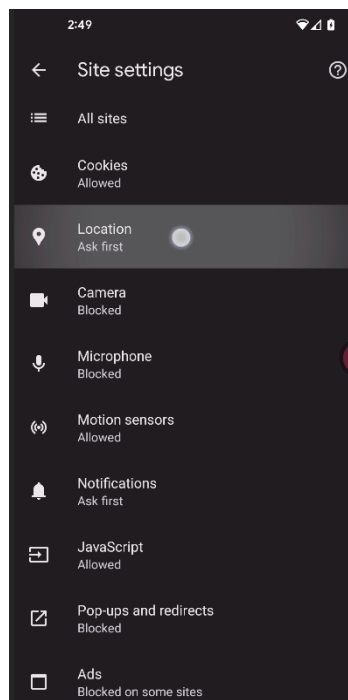 2:49
Site settings
All sites
Cookies
Allowed
Location
Ask first
Camera
Blocked
Microphone
Blocked
Motion sensors
Allowed
Notifications
Ask first
JavaScript
Allowed
Pop-ups and redirects
Blocked
Ads
Blocked on some sites